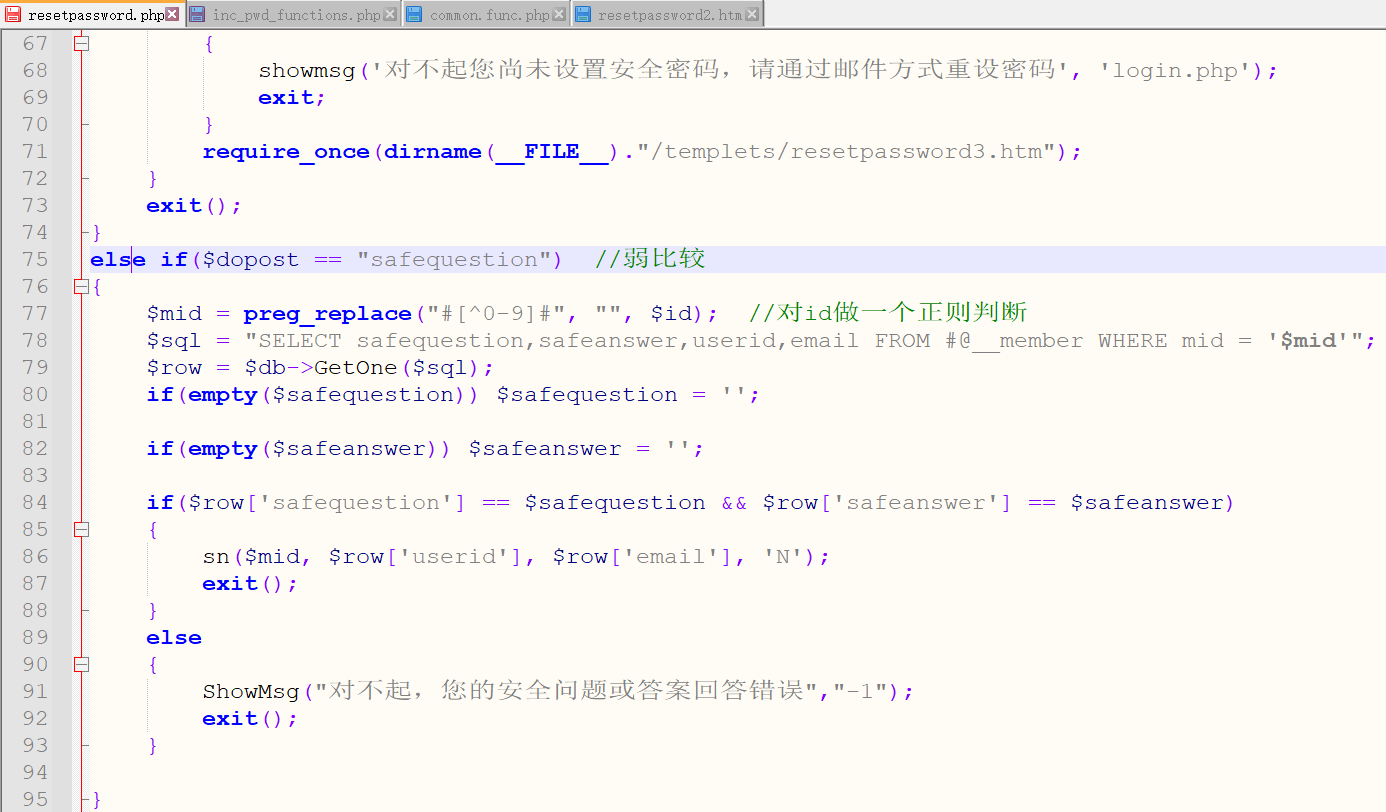 resetpassword.php inc_pwd_functions.php common.func.php resetpassword2.htm
67 {
68 showmsg('对不起您尚未设置安全密码，请通过邮件方式重设密码', 'login.php');
69 exit;
70 }
71 require_once(dirname(__FILE__)."/templets/resetpassword3.htm");
72 }
73 exit();
74 }
75 else if($dopost == "safequestion")  //弱比较
76 {
77 $mid = preg_replace("#[^0-9]#", "", $id);  //对id做一个正则判断
78 $sql = "SELECT safequestion,safeanswer,userid,email FROM #@__member WHERE mid = '$mid'";
79 $row = $db->GetOne($sql);
80 if(empty($safequestion)) $safequestion = '';
81
82 if(empty($safeanswer)) $safeanswer = '';
83
84 if($row['safequestion'] == $safequestion && $row['safeanswer'] == $safeanswer)
85 {
86 sn($mid, $row['userid'], $row['email'], 'N');
87 exit();
88 }
89 else
90 {
91 ShowMsg("对不起，您的安全问题或答案回答错误","-1");
92 exit();
93 }
94
95 }